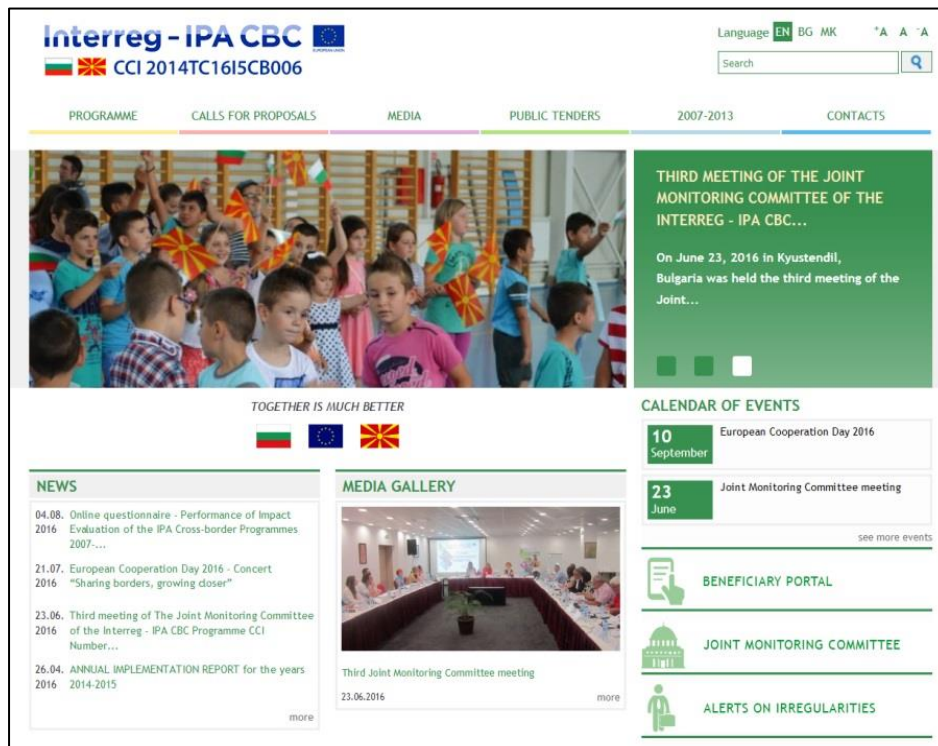 Interreg - IPA CBC
EUROPEAN UNION
CCI 2014TC16I5CB006
Language EN BG MK +A A -A
Search
PROGRAMME CALLS FOR PROPOSALS MEDIA PUBLIC TENDERS 2007-2013 CONTACTS
THIRD MEETING OF THE JOINT
MONITORING COMMITTEE OF THE
INTERREG - IPA CBC...
On June 23, 2016 in Kyustendil,
Bulgaria was held the third meeting of the
Joint...
TOGETHER IS MUCH BETTER
CALENDAR OF EVENTS
10
September
European Cooperation Day 2016
23
June
Joint Monitoring Committee meeting
see more events
NEWS
04.08. Online questionnaire - Performance of Impact
2016 Evaluation of the IPA Cross-border Programmes
2007-...
21.07. European Cooperation Day 2016 - Concert
2016 "Sharing borders, growing closer"
23.06. Third meeting of The Joint Monitoring Committee
2016 of the Interreg - IPA CBC Programme CCI
Number...
26.04. ANNUAL IMPLEMENTATION REPORT for the years
2016 2014-2015
more
MEDIA GALLERY
Third Joint Monitoring Committee meeting
23.06.2016 more
BENEFICIARY PORTAL
JOINT MONITORING COMMITTEE
ALERTS ON IRREGULARITIES